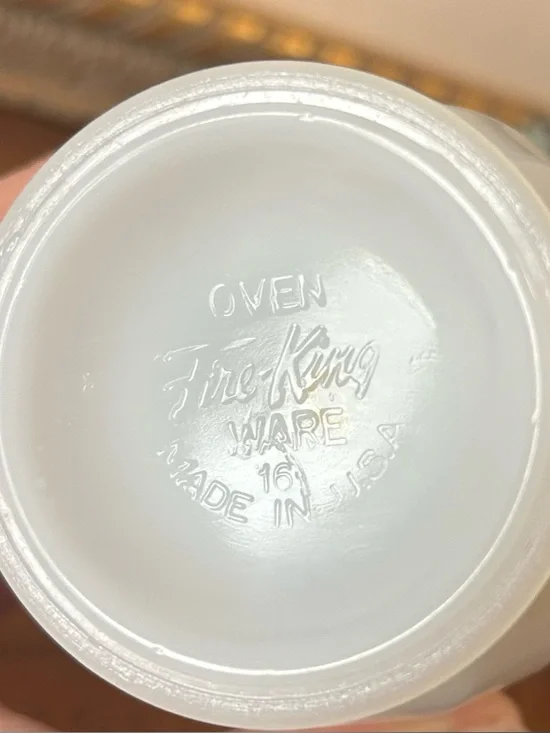 OVEN
Fire-King
WARE
16
MADE IN U.S.A